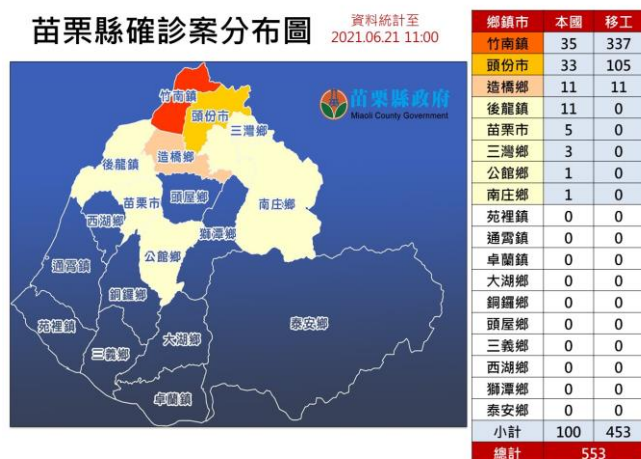 苗栗縣確診案分布圖
資料統計至
2021.06.21 11:00
苗栗縣政府
Miaoli County Government
竹南鎮
頭份市
三灣鄉
造橋鄉
後龍鎮
頭屋鄉
苗栗市
南庄鄉
西湖鄉
獅潭鄉
公館鄉
通霄鎮
銅鑼鄉
泰安鄉
苑裡鎮
大湖鄉
三義鄉
卓蘭鎮
鄉鎮市 本國 移工
竹南鎮 35 337
頭份市 33 105
造橋鄉 11 11
後龍鎮 11 0
苗栗市 5 0
三灣鄉 3 0
公館鄉 1 0
南庄鄉 1 0
苑裡鎮 0 0
通霄鎮 0 0
卓蘭鎮 0 0
大湖鄉 0 0
銅鑼鄉 0 0
頭屋鄉 0 0
三義鄉 0 0
西湖鄉 0 0
獅潭鄉 0 0
泰安鄉 0 0
小計 100 453
總計 553